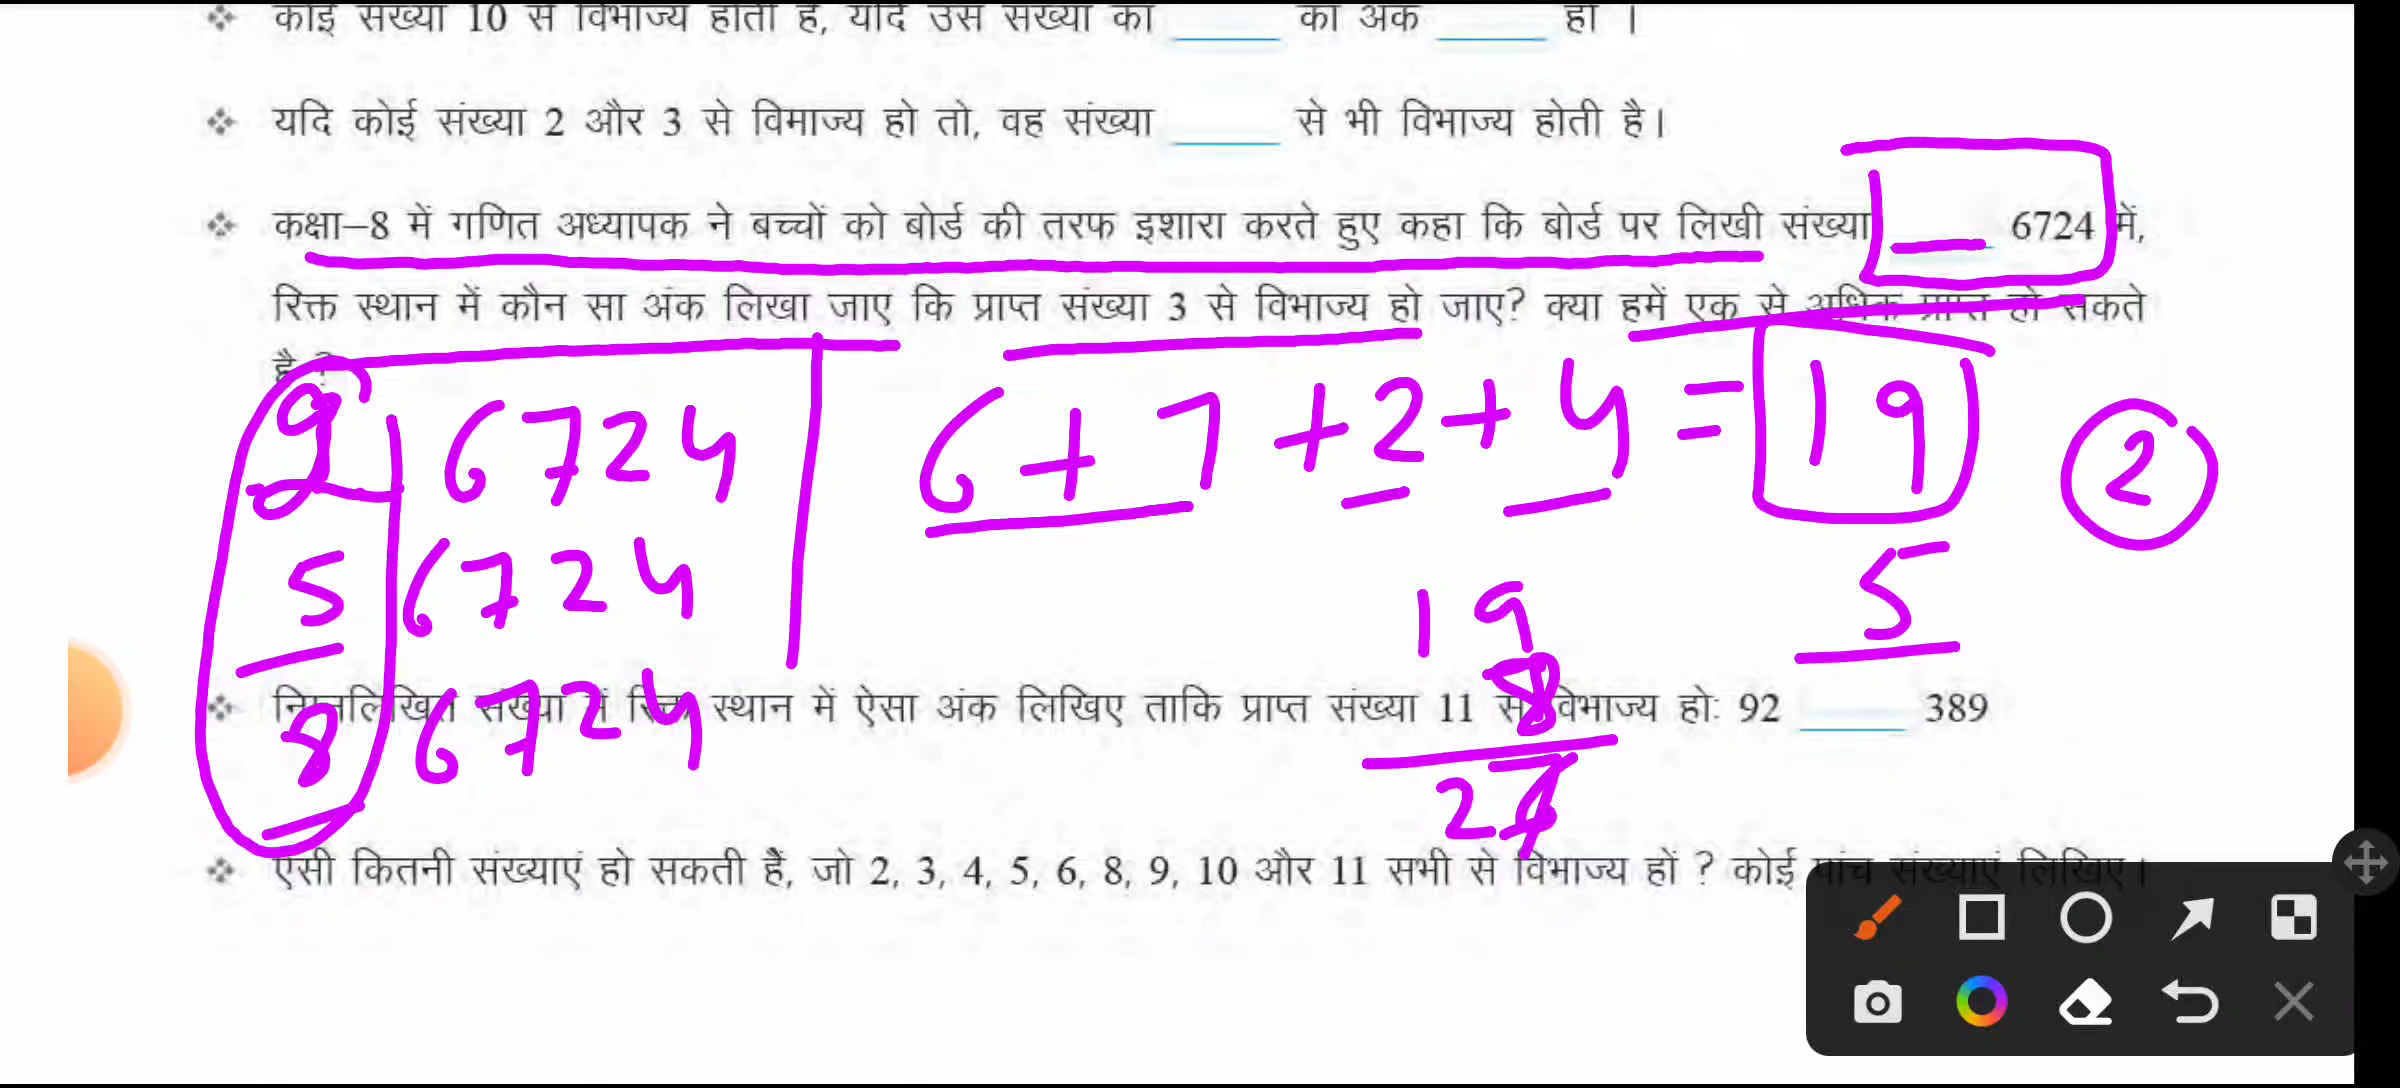 ❖ कोई संख्या 10 से विभाज्य होती है, यदि उस संख्या का ____ का अंक ____ हो ।
❖ यदि कोई संख्या 2 और 3 से विभाज्य हो तो, वह संख्या ____ से भी विभाज्य होती है।
❖ कक्षा–8 में गणित अध्यापक ने बच्चों को बोर्ड की तरफ इशारा करते हुए कहा कि बोर्ड पर लिखी संख्या ____ 6724 में,
रिक्त स्थान में कौन सा अंक लिखा जाए कि प्राप्त संख्या 3 से विभाज्य हो जाए? क्या हमें एक से अधिक प्राप्त हो सकते
है ?
2 6724 6+7+2+4=19 2
5 6724 19 5
8 6724 8
27
❖ निम्नलिखित संख्या में रिक्त स्थान में ऐसा अंक लिखिए ताकि प्राप्त संख्या 11 से विभाज्य हो: 92 ____ 389
❖ ऐसी कितनी संख्याएं हो सकती हैं, जो 2, 3, 4, 5, 6, 8, 9, 10 और 11 सभी से विभाज्य हों ? कोई पांच संख्याएं लिखिए।